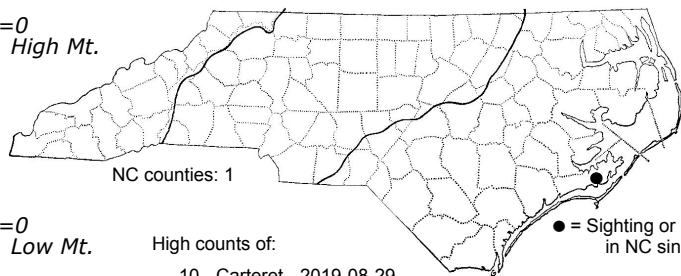 =0
High Mt.
NC counties: 1
=0
Low Mt.
High counts of:
● = Sighting or
in NC sin
10 - Carteret - 2019-08-29